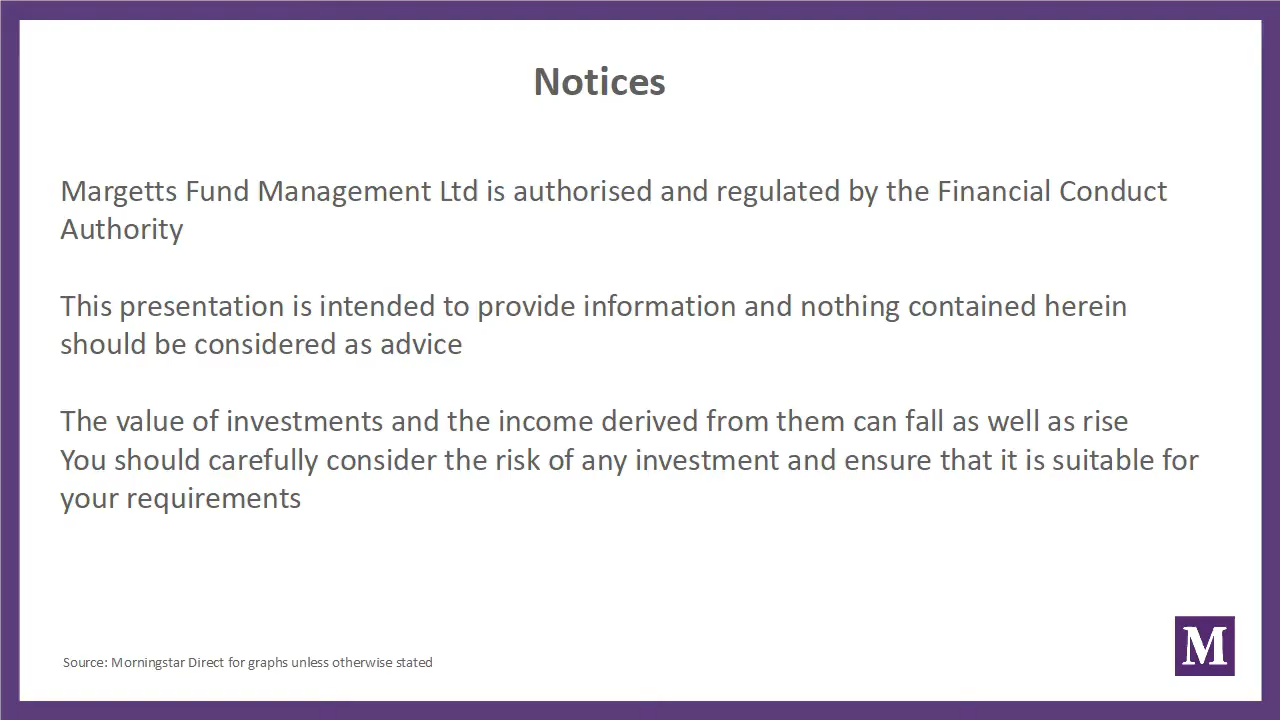 Notices
Margetts Fund Management Ltd is authorised and regulated by the Financial Conduct
Authority
This presentation is intended to provide information and nothing contained herein
should be considered as advice
The value of investments and the income derived from them can fall as well as rise
You should carefully consider the risk of any investment and ensure that it is suitable for
your requirements
Source: Morningstar Direct for graphs unless otherwise stated
M